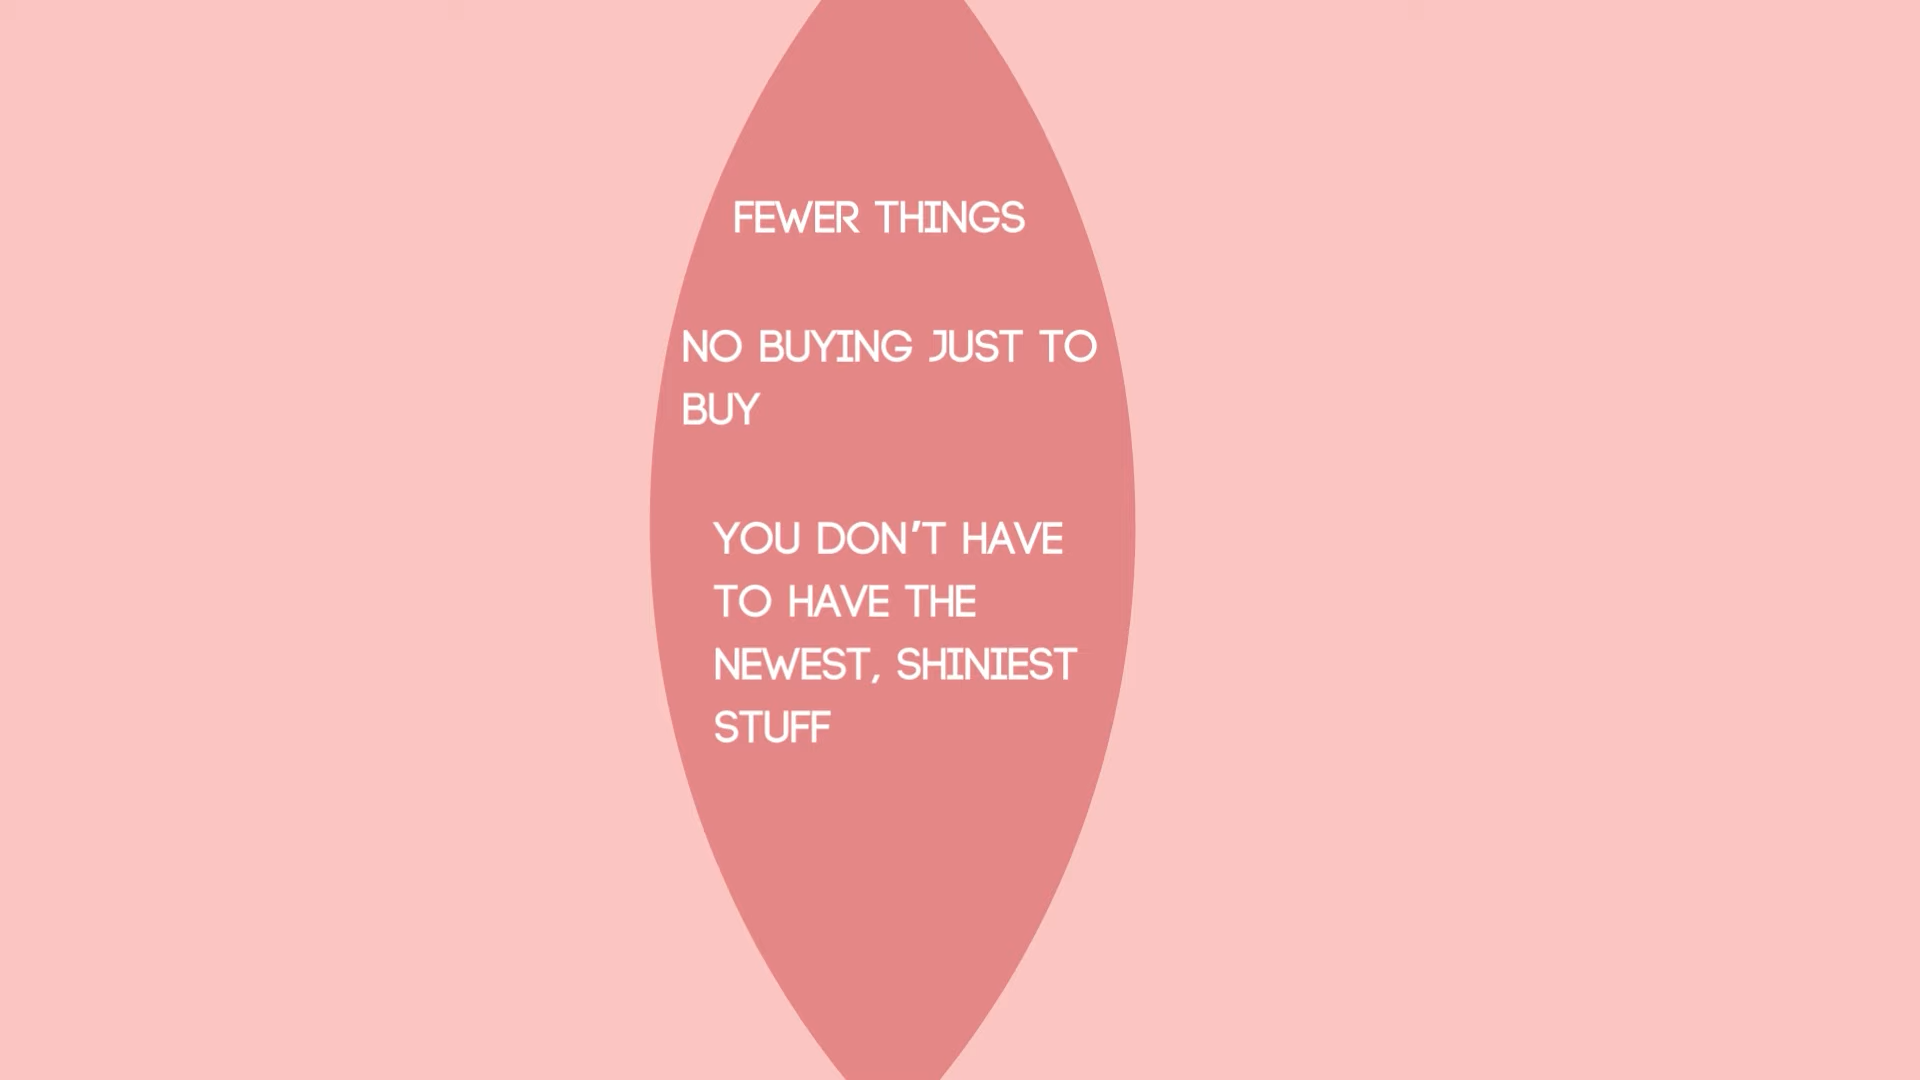 FEWER THINGS
NO BUYING JUST TO
BUY
YOU DON'T HAVE
TO HAVE THE
NEWEST, SHINIEST
STUFF